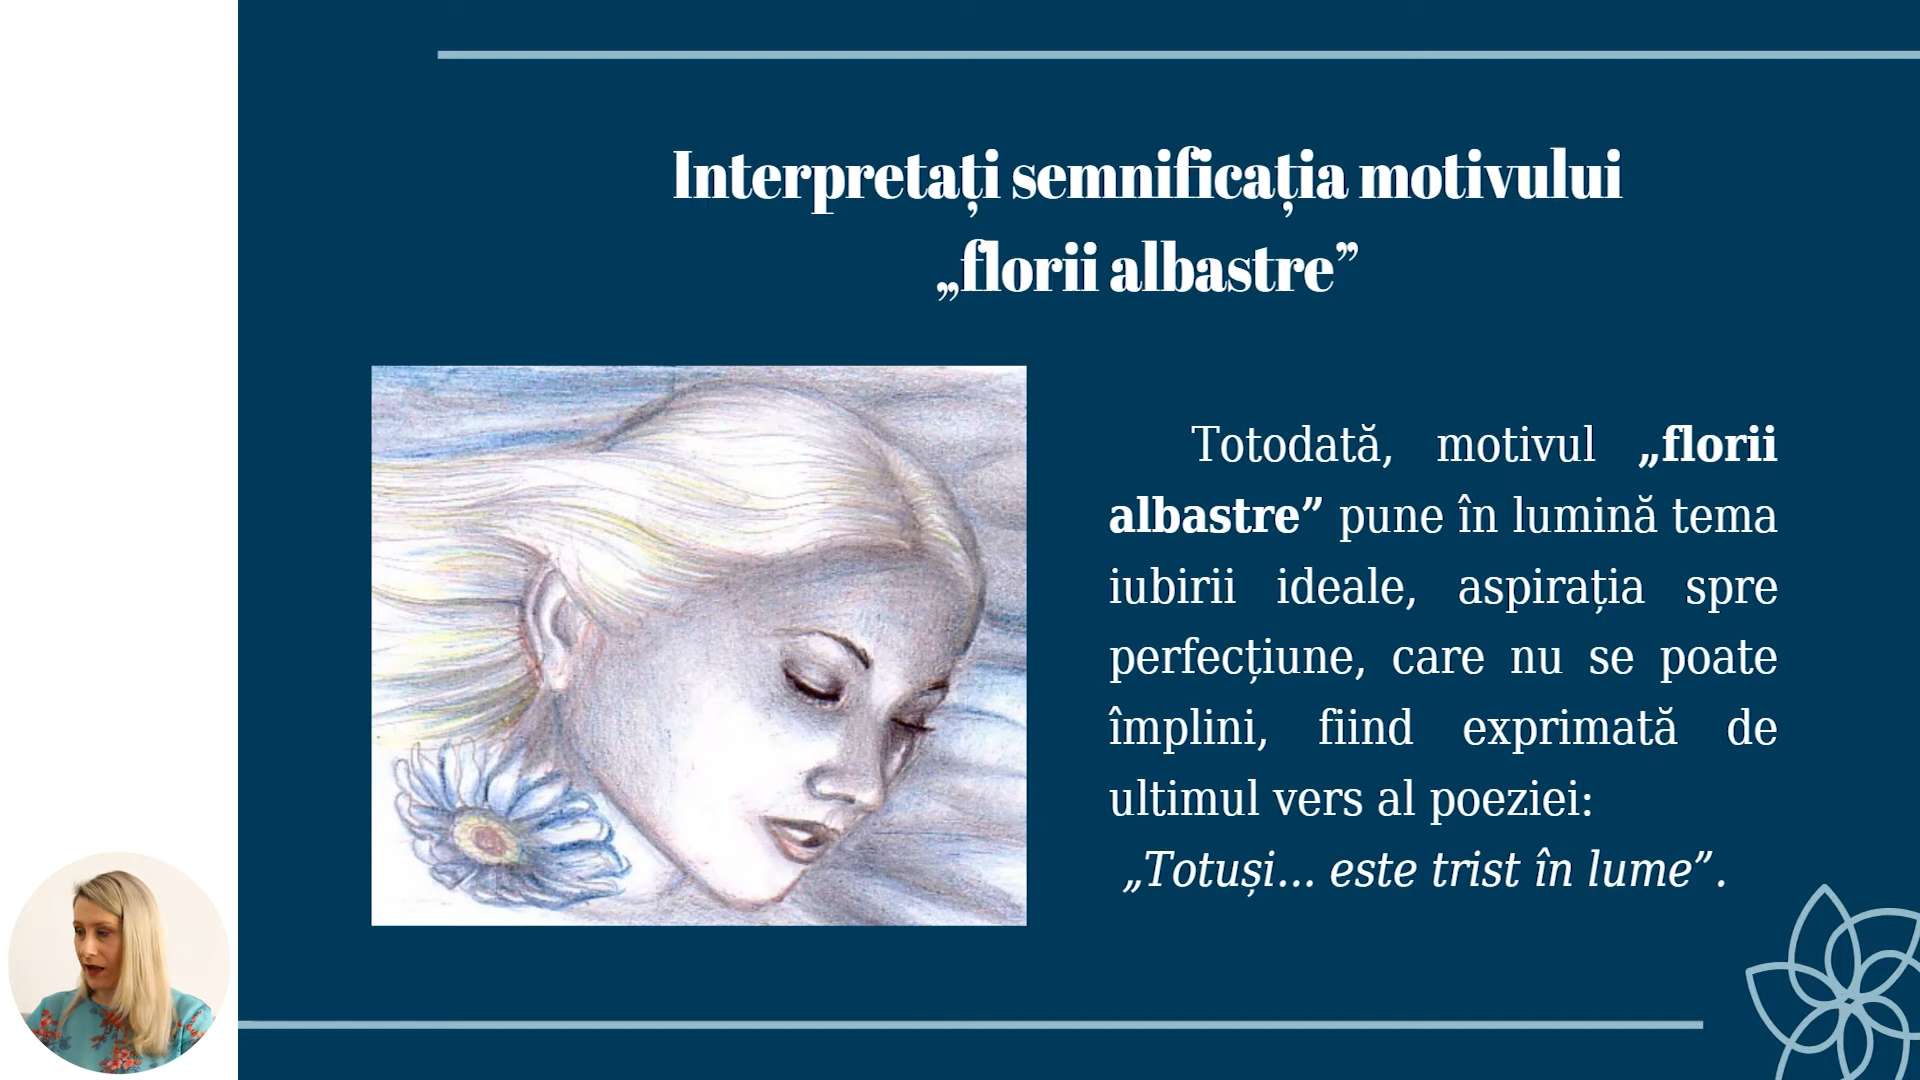 Interpretați semnificația motivului
„florii albastre”
Totodată, motivul „florii
albastre” pune în lumină tema
iubirii ideale, aspirația spre
perfecțiune, care nu se poate
împlini, fiind exprimată de
ultimul vers al poeziei:
„Totuși... este trist în lume”.